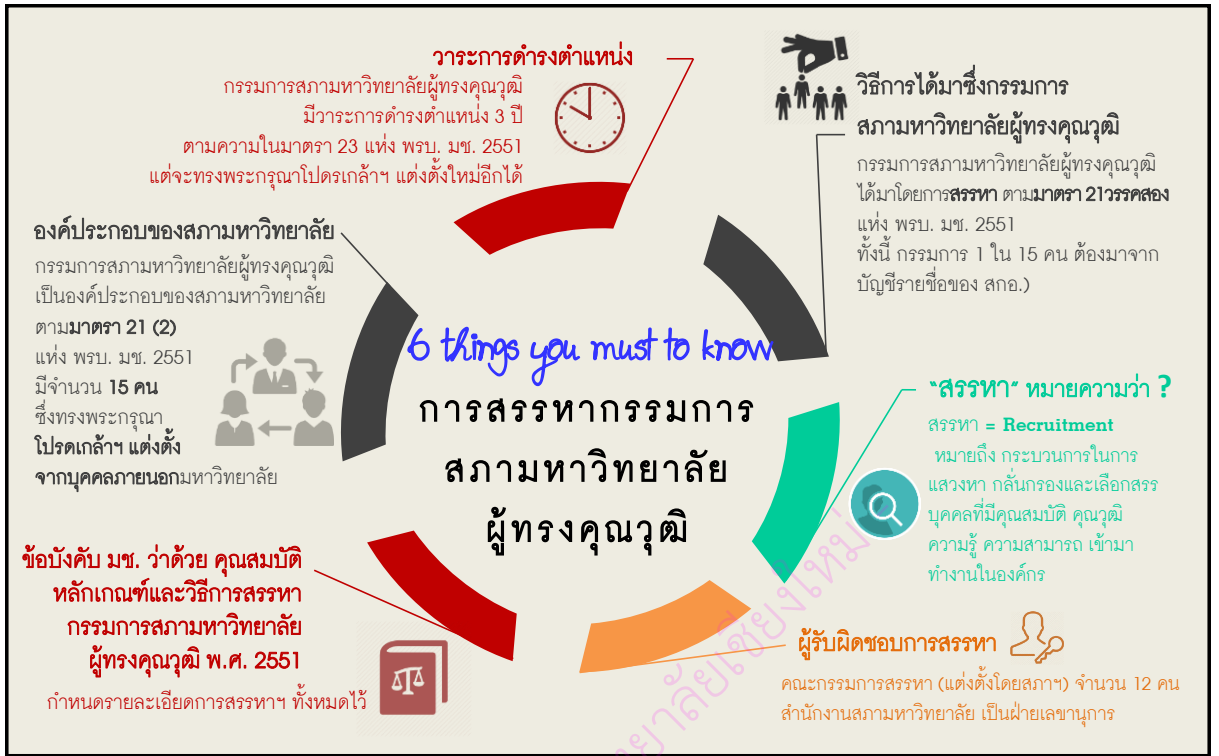 วาระการดำรงตำแหน่ง
กรรมการสภามหาวิทยาลัยผู้ทรงคุณวุฒิ
มีวาระการดำรงตำแหน่ง 3 ปี
ตามความในมาตรา 23 แห่ง พรบ. มช. 2551
แต่จะทรงพระกรุณาโปดรเกล้าฯ แต่งตั้งใหม่อีกได้
วิธีการได้มาซึ่งกรรมการ
สภามหาวิทยาลัยผู้ทรงคุณวุฒิ
กรรมการสภามหาวิทยาลัยผู้ทรงคุณวุฒิ
ได้มาโดยการสรรหา ตามมาตรา 21วรรคสอง
แห่ง พรบ. มช. 2551
ทั้งนี้ กรรมการ 1 ใน 15 คน ต้องมาจาก
บัญชีรายชื่อของ สกอ.)
องค์ประกอบของสภามหาวิทยาลัย
กรรมการสภามหาวิทยาลัยผู้ทรงคุณวุฒิ
เป็นองค์ประกอบของสภามหาวิทยาลัย
ตามมาตรา 21 (2)
แห่ง พรบ. มช. 2551
มีจำนวน 15 คน
ซึ่งทรงพระกรุณา
โปรดเกล้าฯ แต่งตั้ง
จากบุคคลภายนอกมหาวิทยาลัย
6 things you must to know
การสรรหากรรมการ
สภามหาวิทยาลัย
ผู้ทรงคุณวุฒิ
"สรรหา" หมายความว่า ?
สรรหา = Recruitment
หมายถึง กระบวนการในการ
แสวงหา กลั่นกรองและเลือกสรร
บุคคลที่มีคุณสมบัติ คุณวุฒิ
ความรู้ ความสามารถ เข้ามา
ทำงานในองค์กร
ข้อบังคับ มช. ว่าด้วย คุณสมบัติ
หลักเกณฑ์และวิธีการสรรหา
กรรมการสภามหาวิทยาลัย
ผู้ทรงคุณวุฒิ พ.ศ. 2551
กำหนดรายละเอียดการสรรหาฯ ทั้งหมดไว้
ผู้รับผิดชอบการสรรหา
คณะกรรมการสรรหา (แต่งตั้งโดยสภาฯ) จำนวน 12 คน
สำนักงานสภามหาวิทยาลัย เป็นฝ่ายเลขานุการ